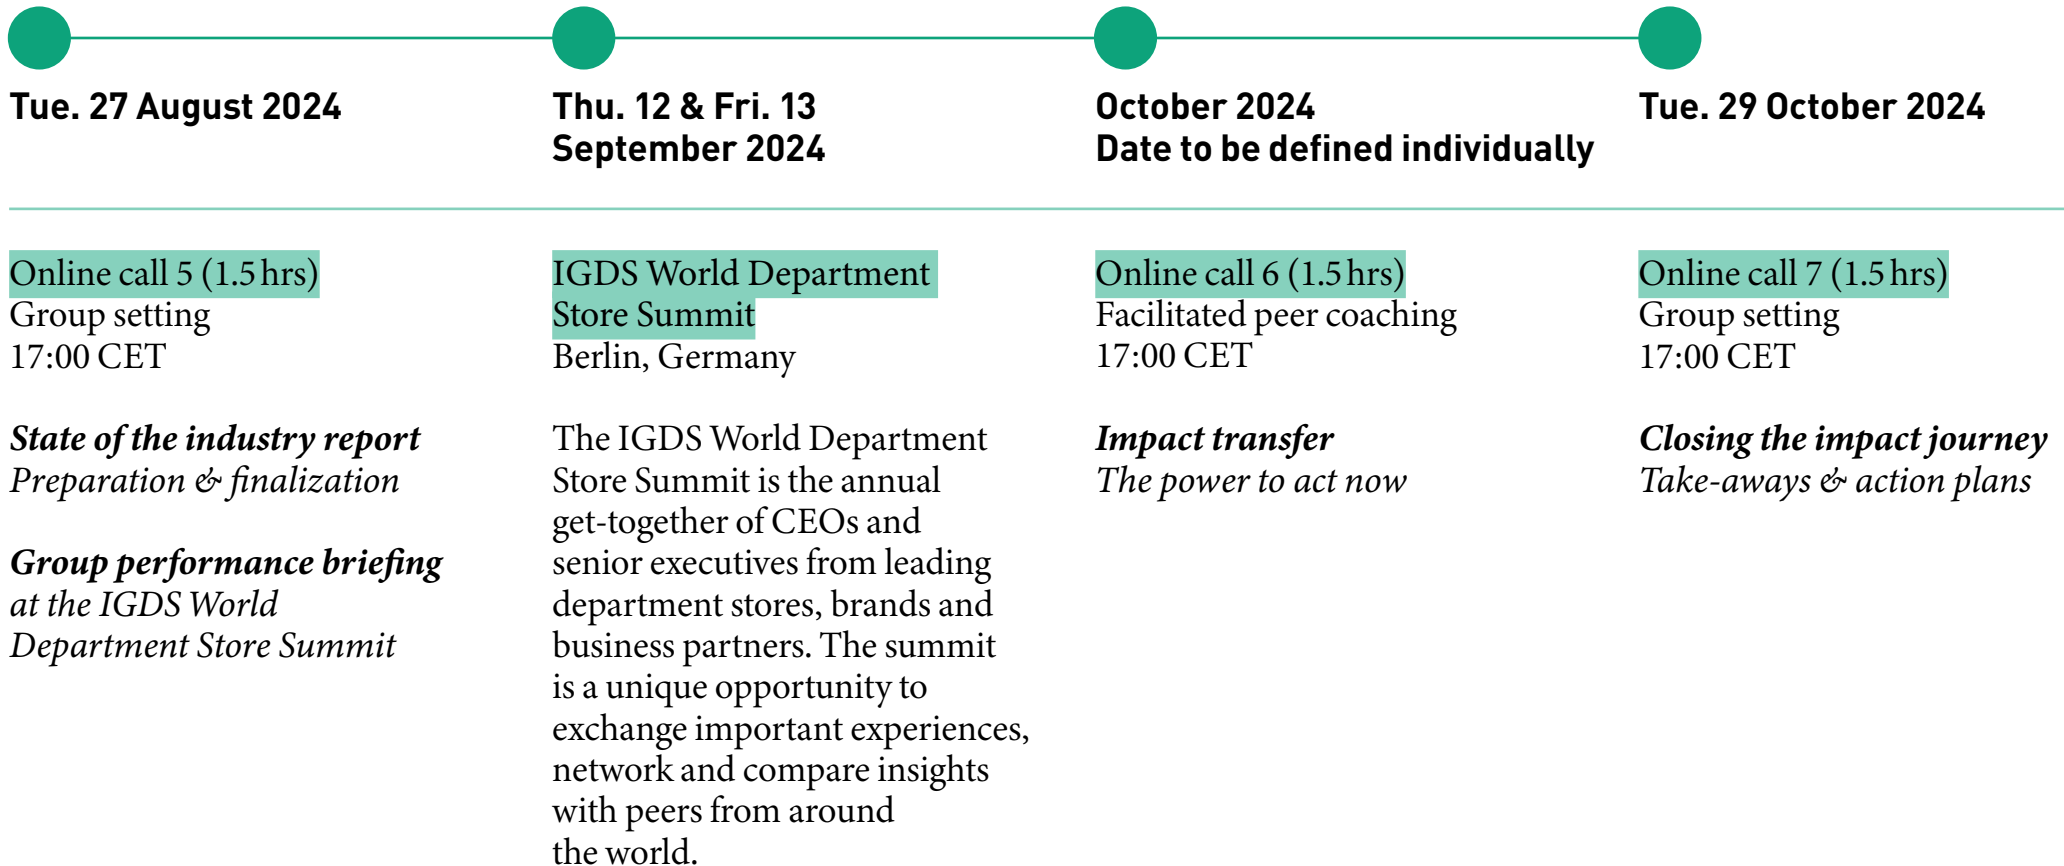 Tue. 27 August 2024
Thu. 12 & Fri. 13
September 2024
October 2024
Date to be defined individually
Tue. 29 October 2024
Online call 5 (1.5 hrs)
Group setting
17:00 CET
State of the industry report
Preparation & finalization
Group performance briefing
at the IGDS World
Department Store Summit
IGDS World Department
Store Summit
Berlin, Germany
The IGDS World Department
Store Summit is the annual
get-together of CEOs and
senior executives from leading
department stores, brands and
business partners. The summit
is a unique opportunity to
exchange important experiences,
network and compare insights
with peers from around
the world.
Online call 6 (1.5 hrs)
Facilitated peer coaching
17:00 CET
Impact transfer
The power to act now
Online call 7 (1.5 hrs)
Group setting
17:00 CET
Closing the impact journey
Take-aways & action plans